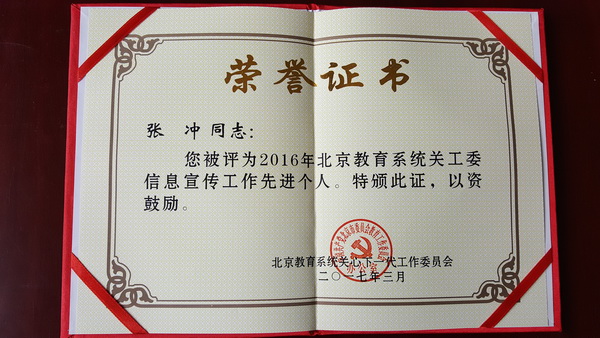 荣誉证书
张 冲 同志:
您被评为2016年北京教育系统关工委
信息宣传工作先进个人。特颁此证，以资
鼓励。
北京教育系统关心下一代工作委员会
二〇一七年三月